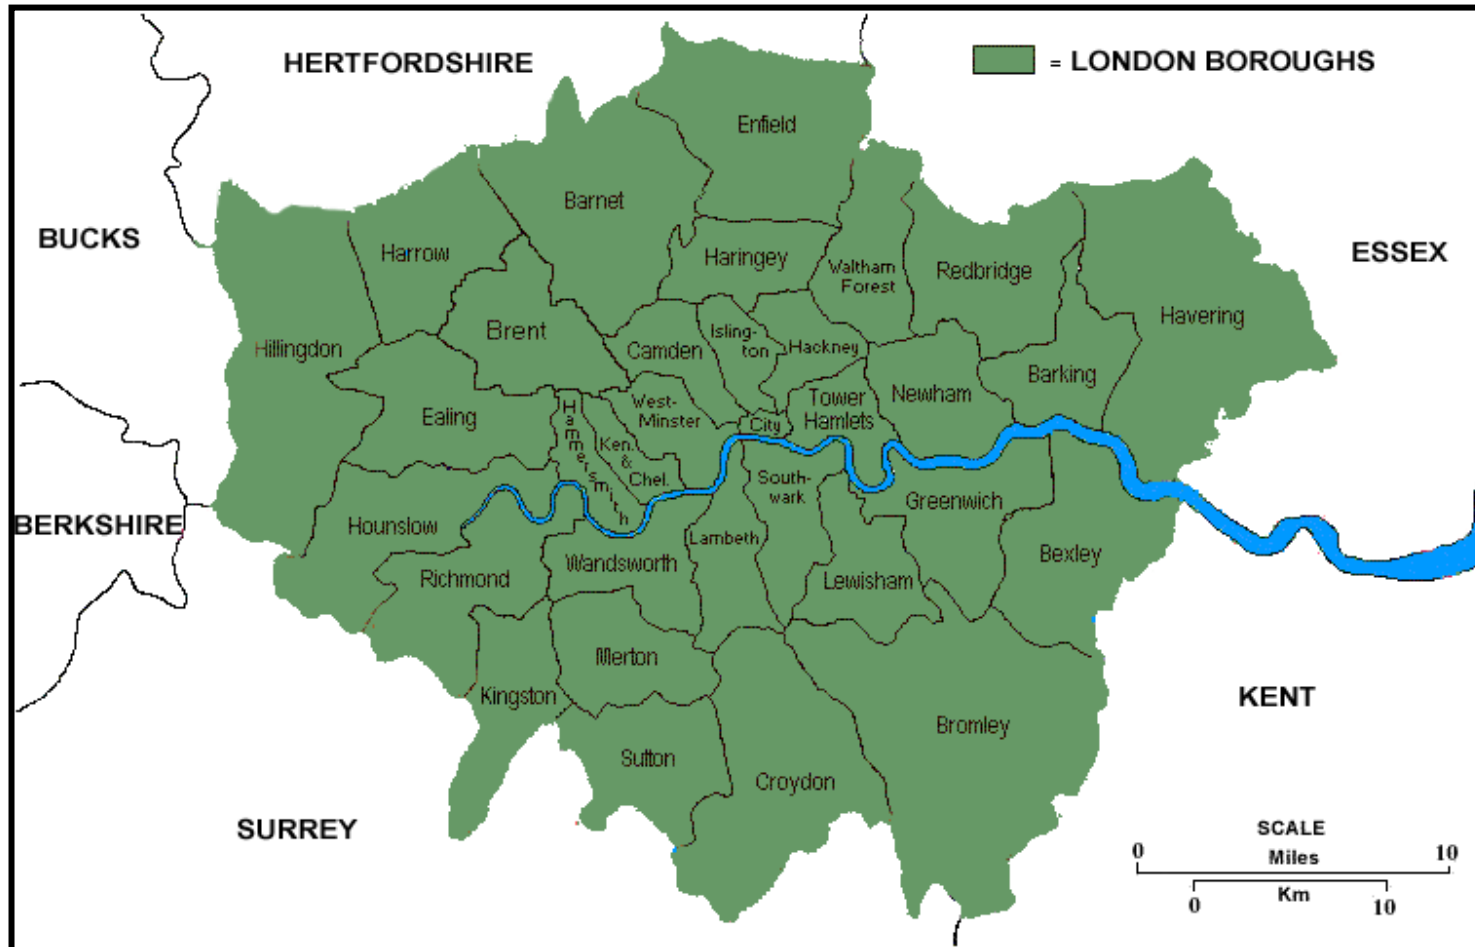 HERTFORDSHIRE
= LONDON BOROUGHS
Enfield
Barnet
BUCKS
Harrow
Haringey
Waltham
Forest
Redbridge
ESSEX
Havering
Hillingdon
Brent
Camden
Isling-
ton
Hackney
Barking
Newham
Ealing
Hammersmith
West-
Minster
Tower
Hamlets
City
Ken.
&
Chel.
South-
wark
Greenwich
BERKSHIRE
Hounslow
Lambeth
Bexley
Richmond
Wandsworth
Lewisham
Merton
Kingston
KENT
Bromley
Sutton
Croydon
SURREY
SCALE
0 Miles 10
Km
0 10